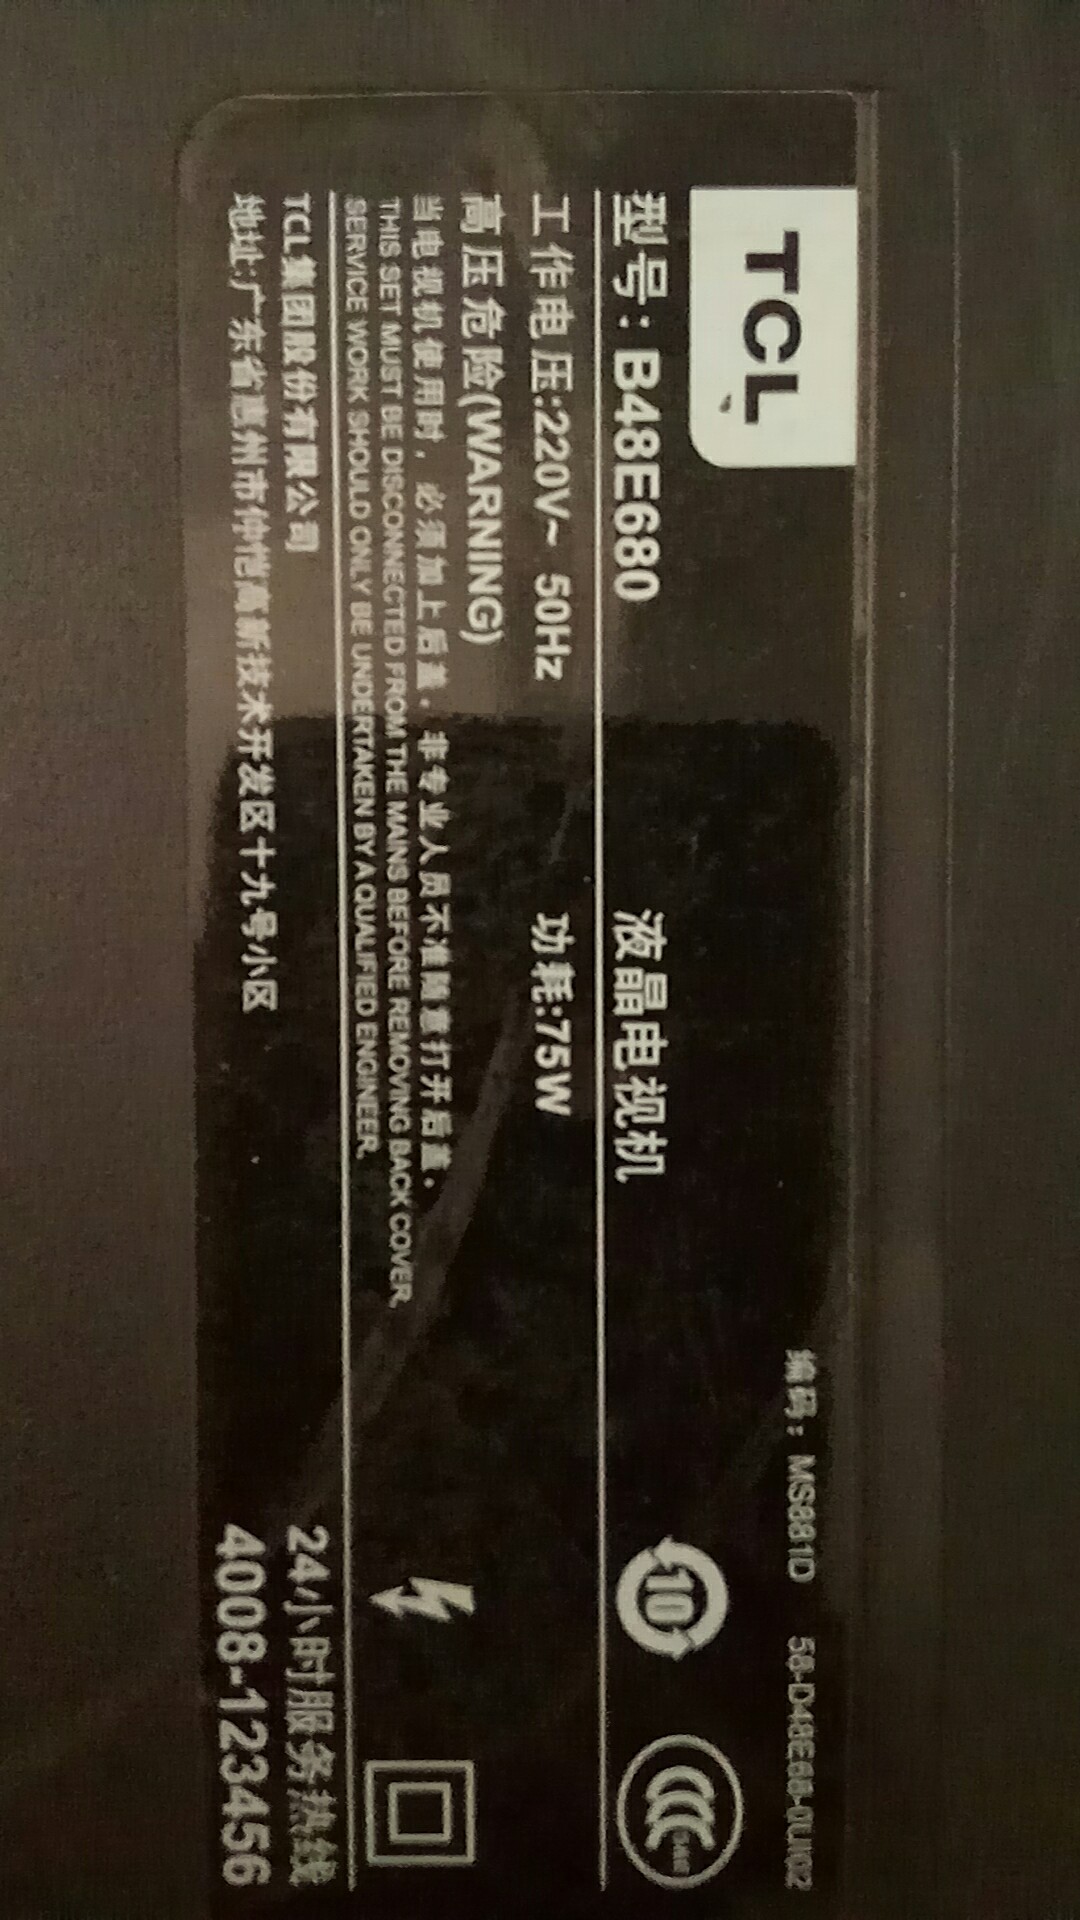 TCL
编码: MS881D 58-D48E68-0UN02
型号: B48E680 液晶电视机
10
工作电压:220V~ 50Hz 功耗:75W
高压危险(WARNING)
当电视机使用时，必须加上后盖。非专业人员不准随意打开后盖。
THIS SET MUST BE DISCONNECTED FROM THE MAINS BEFORE REMOVING BACK COVER.
SERVICE WORK SHOULD ONLY BE UNDERTAKEN BY A QUALIFIED ENGINEER.
TCL集团股份有限公司
地址:广东省惠州市仲恺高新技术开发区十九号小区
24小时服务热线
4008-123456